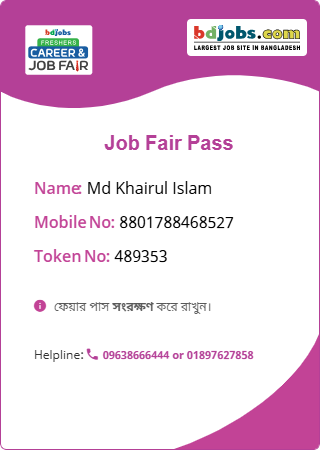 bdjobs
FRESHERS
CAREER &
JOB FAIR
bdjobs.com
LARGEST JOB SITE IN BANGLADESH
Job Fair Pass
Name: Md Khairul Islam
Mobile No: 8801788468527
Token No: 489353
ফেয়ার পাস সংরক্ষণ করে রাখুন।
Helpline: 09638666444 or 01897627858